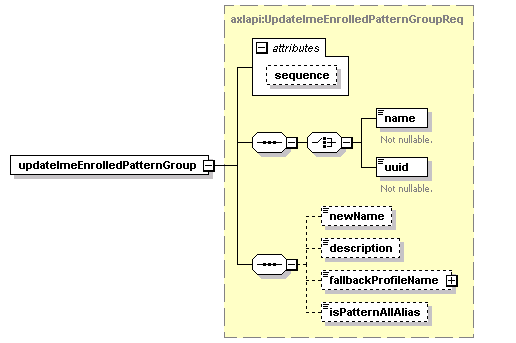 axlapi:UpdateImeEnrolledPatternGroupReq
attributes
sequence
name
Not nullable.
updateImeEnrolledPatternGroup
uuid
Not nullable.
newName
description
fallbackProfileName
isPatternAllAlias